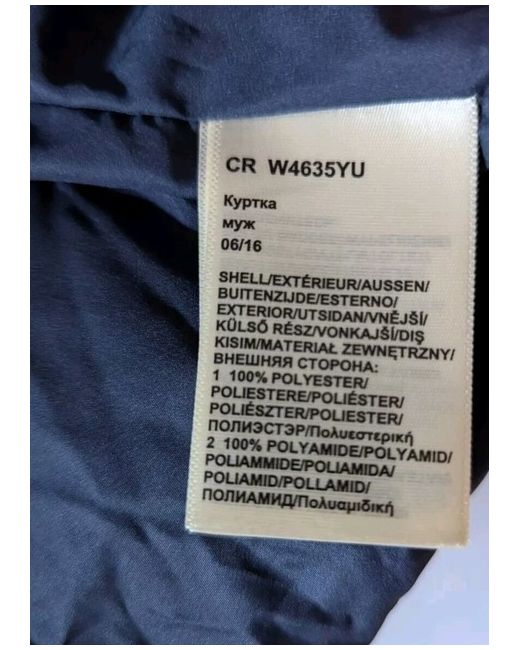 CR W4635YU
Куртка
муж
06/16
SHELL/EXTÉRIEUR/AUSSEN/
BUITENZIJDE/ESTERNO/
EXTERIOR/UTSIDAN/VNĚJŠÍ/
KÜLSŐ RÉSZ/VONKAJŠÍ/DIŞ
KISIM/MATERIAŁ ZEWNĘTRZNY/
ВНЕШНЯЯ СТОРОНА:
1 100% POLYESTER/
POLIESTERE/POLIÉSTER/
POLIÉSZTER/POLIESTER/
ПОЛИЭСТЭР/Πολυεστερική
2 100% POLYAMIDE/POLYAMID/
POLIAMMIDE/POLIAMIDA/
POLIAMID/POLLAMID/
ПОЛИАМИД/Πολυαμιδική